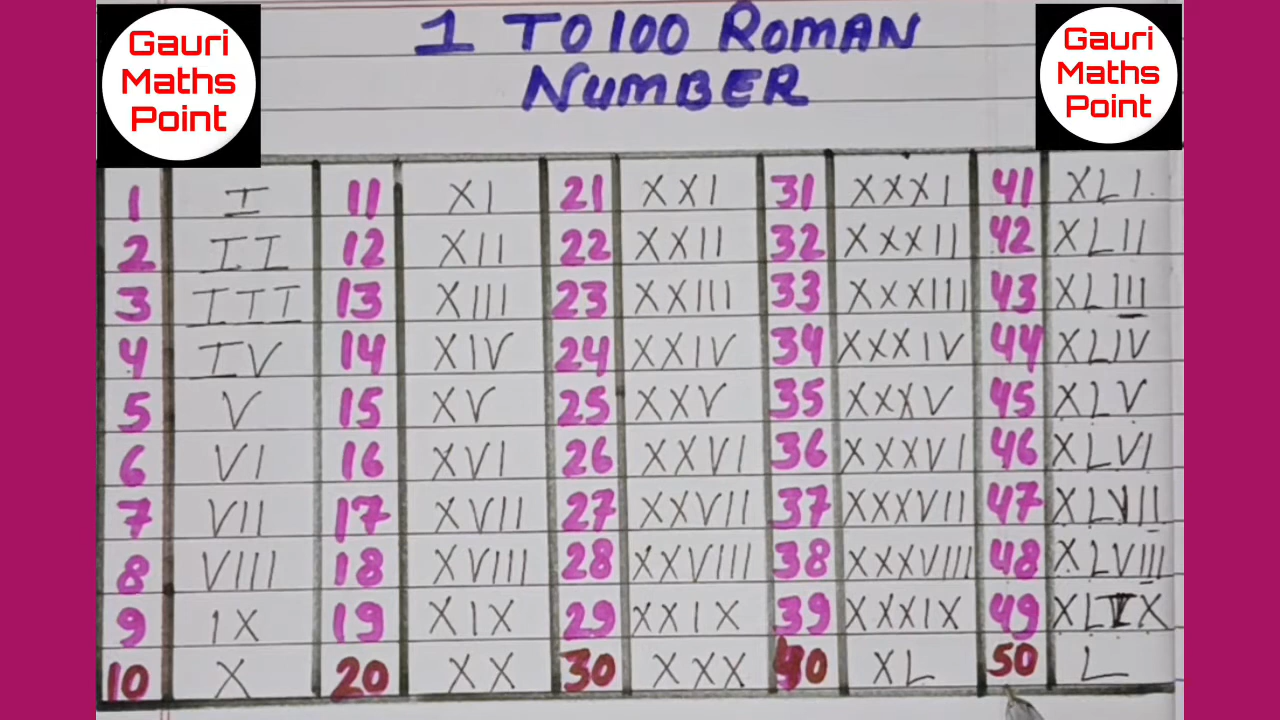 Gauri
Maths
Point
1 TO 100 ROMAN
NUMBER
Gauri
Maths
Point
1 I 11 XI 21 XXI 31 XXXI 41 XLI
2 II 12 XII 22 XXII 32 XXXII 42 XLII
3 III 13 XIII 23 XXIII 33 XXXIII 43 XLIII
4 IV 14 XIV 24 XXIV 34 XXXIV 44 XLIV
5 V 15 XV 25 XXV 35 XXXV 45 XLV
6 VI 16 XVI 26 XXVI 36 XXXVI 46 XLVI
7 VII 17 XVII 27 XXVII 37 XXXVII 47 XLVII
8 VIII 18 XVIII 28 XXVIII 38 XXXVIII 48 XLVIII
9 IX 19 XIX 29 XXIX 39 XXXIX 49 XLIX
10 X 20 XX 30 XXX 40 XL 50 L